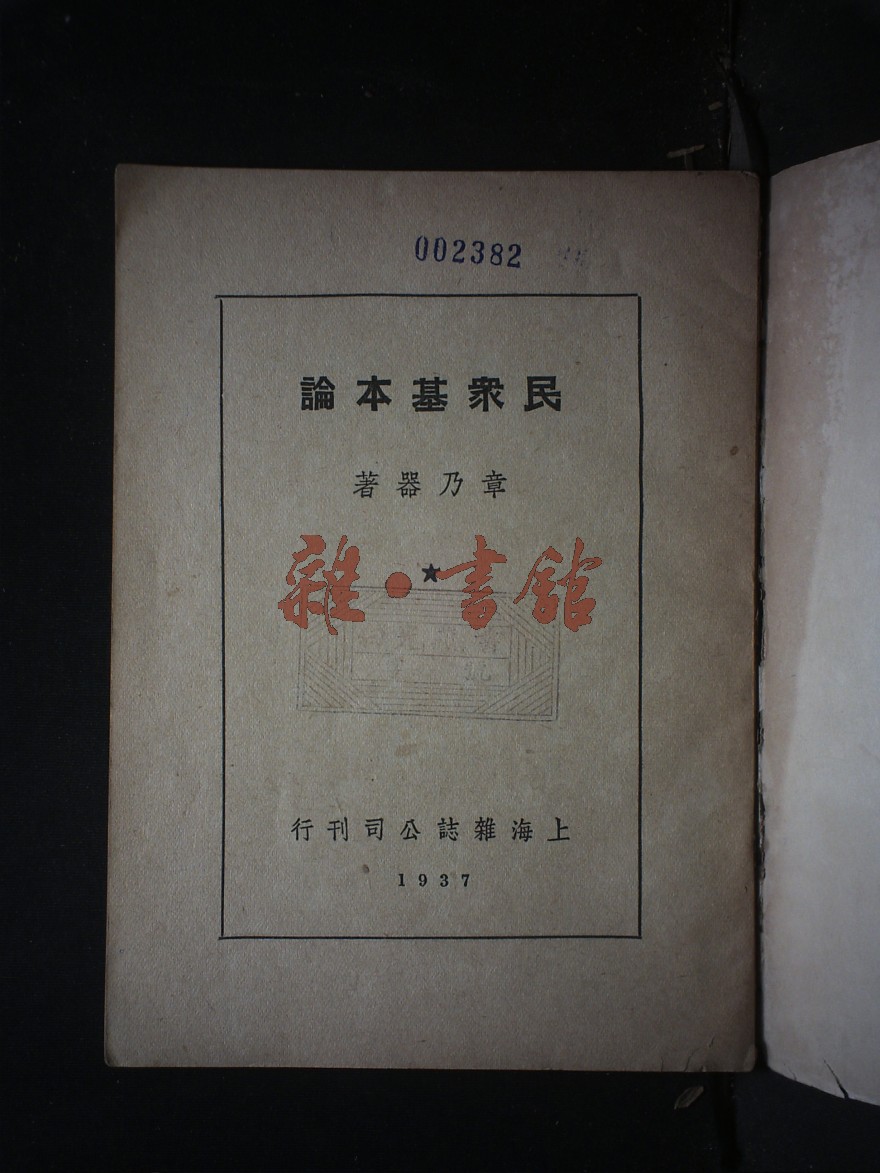 002382
民衆基本論
章乃器著
★
雜·書館
上海雜誌公司刊行
1937